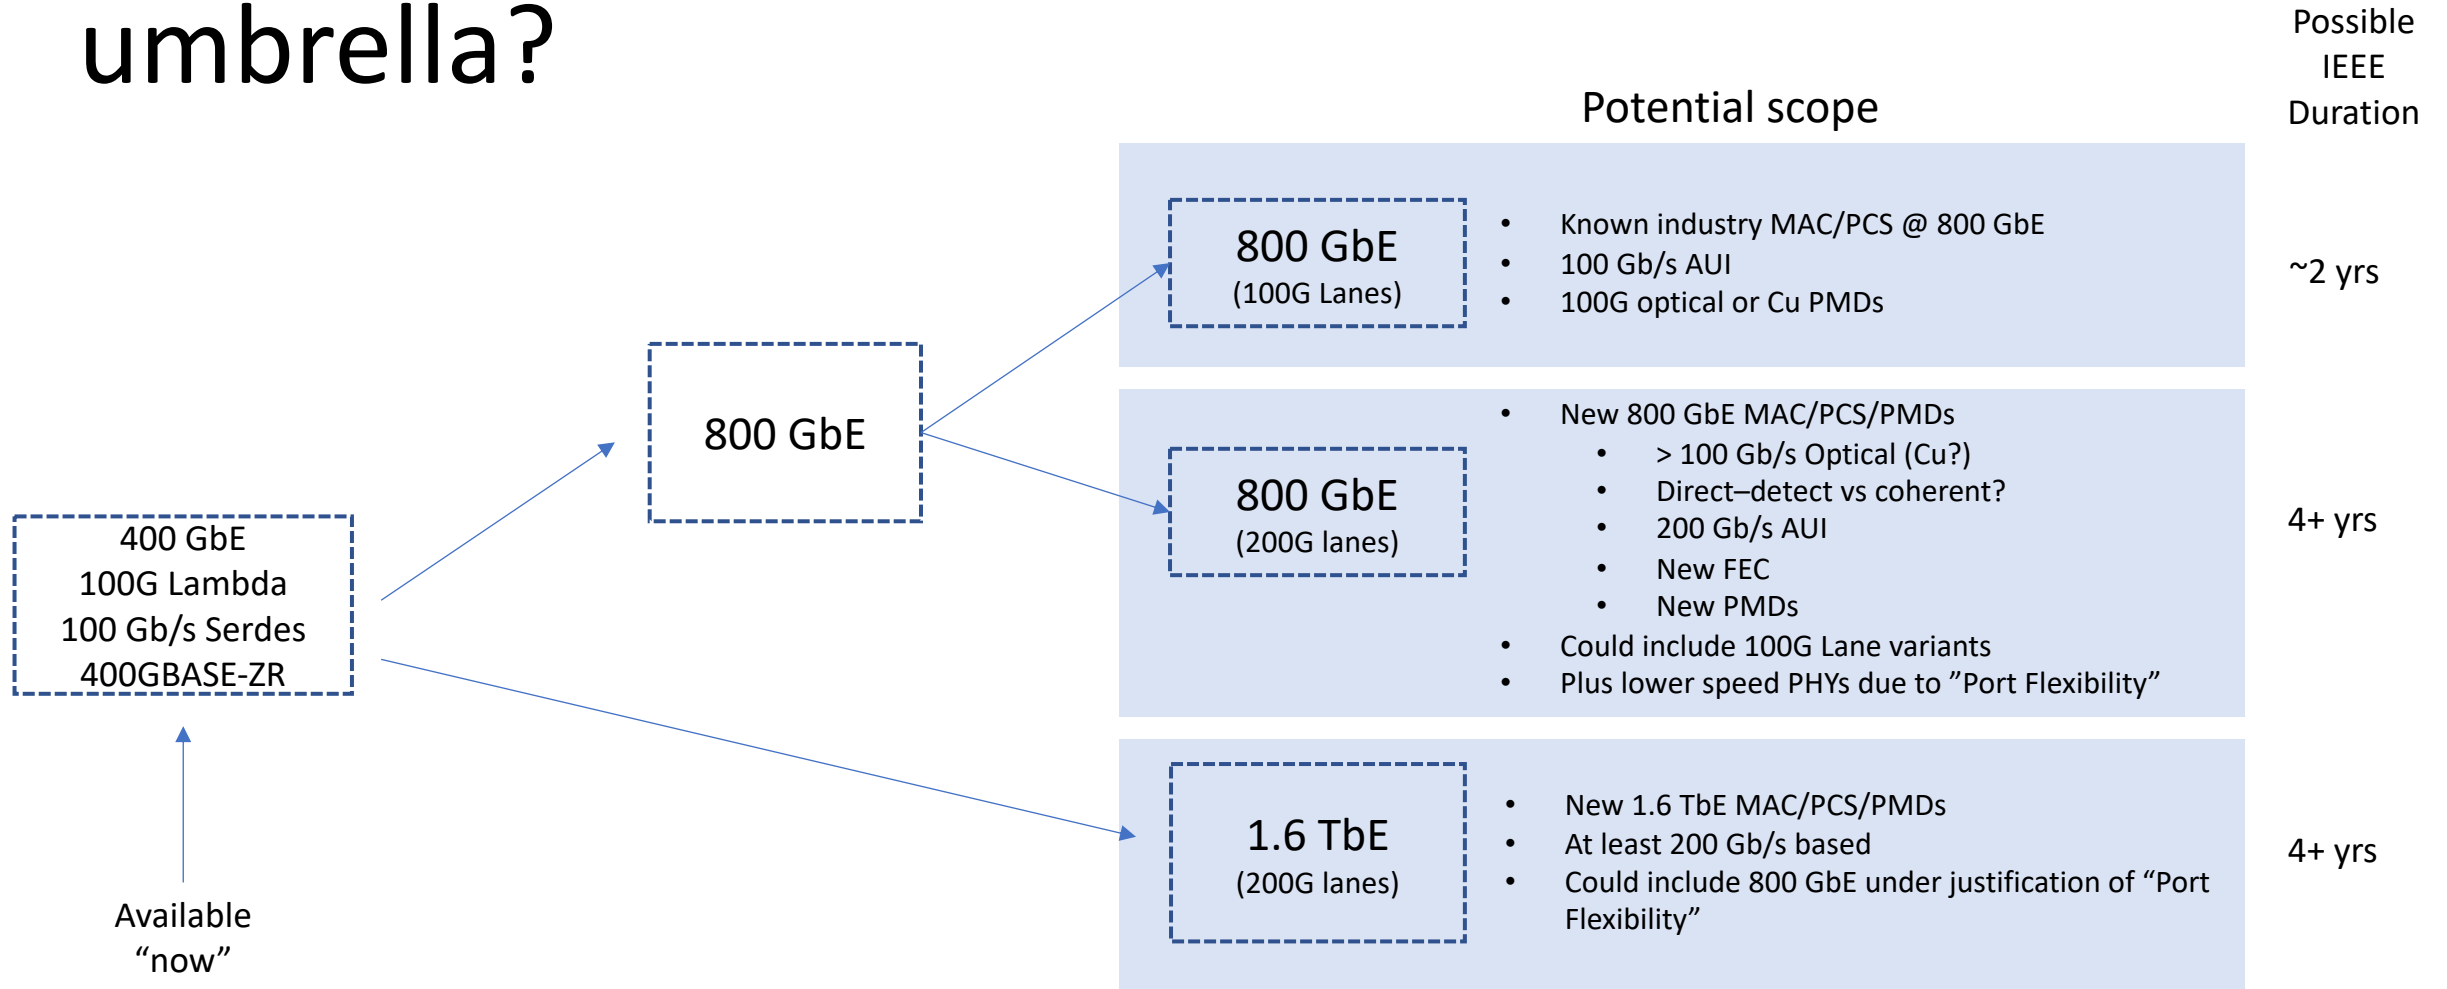 umbrella?
Possible
IEEE
Duration
Potential scope
800 GbE
(100G Lanes)
• Known industry MAC/PCS @ 800 GbE
• 100 Gb/s AUI
• 100G optical or Cu PMDs
~2 yrs
800 GbE
800 GbE
(200G lanes)
• New 800 GbE MAC/PCS/PMDs
• > 100 Gb/s Optical (Cu?)
• Direct–detect vs coherent?
• 200 Gb/s AUI
• New FEC
• New PMDs
• Could include 100G Lane variants
• Plus lower speed PHYs due to ”Port Flexibility”
4+ yrs
400 GbE
100G Lambda
100 Gb/s Serdes
400GBASE-ZR
1.6 TbE
(200G lanes)
• New 1.6 TbE MAC/PCS/PMDs
• At least 200 Gb/s based
• Could include 800 GbE under justification of “Port
Flexibility”
4+ yrs
Available
“now”